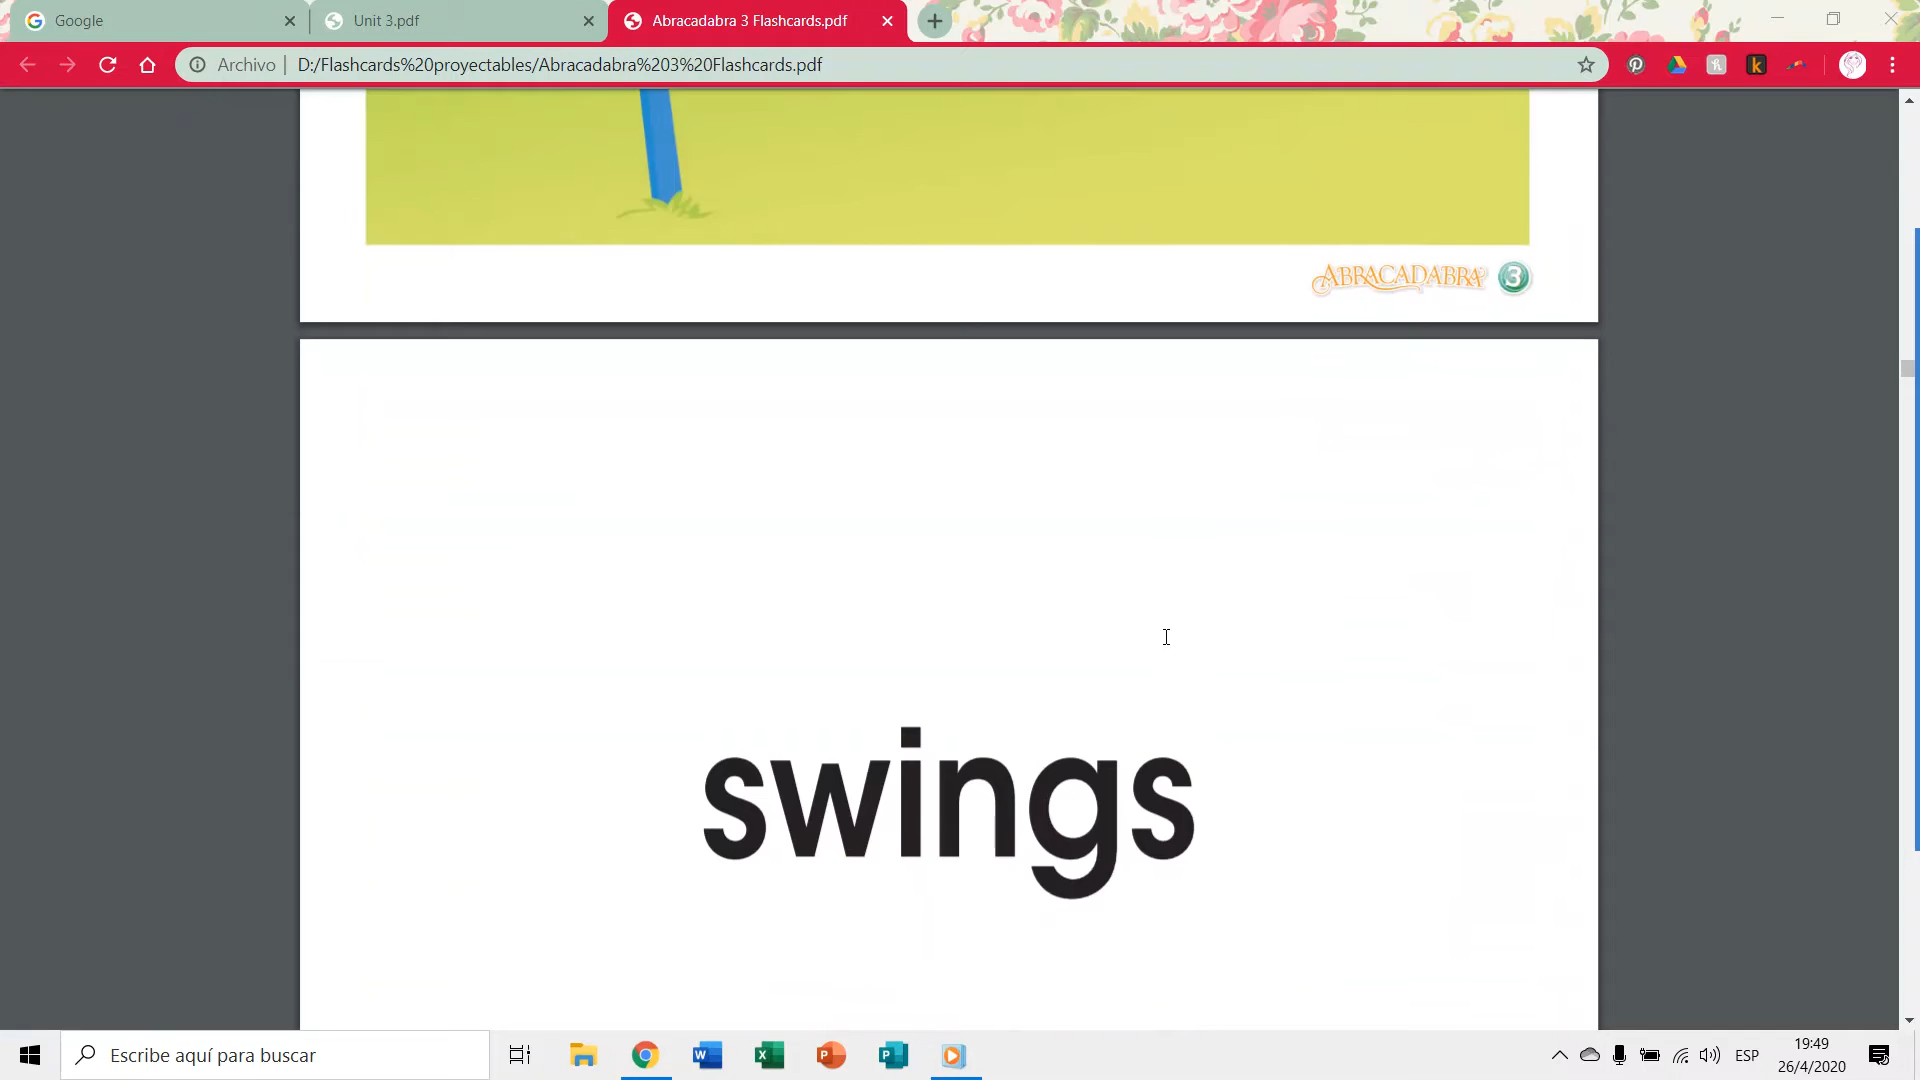 Google
Unit 3.pdf
Abracadabra 3 Flashcards.pdf
Archivo
D:/Flashcards%20proyectables/Abracadabra%203%20Flashcards.pdf
ABRACADABRA 3
swings
Escribe aquí para buscar
ESP
19:49
26/4/2020